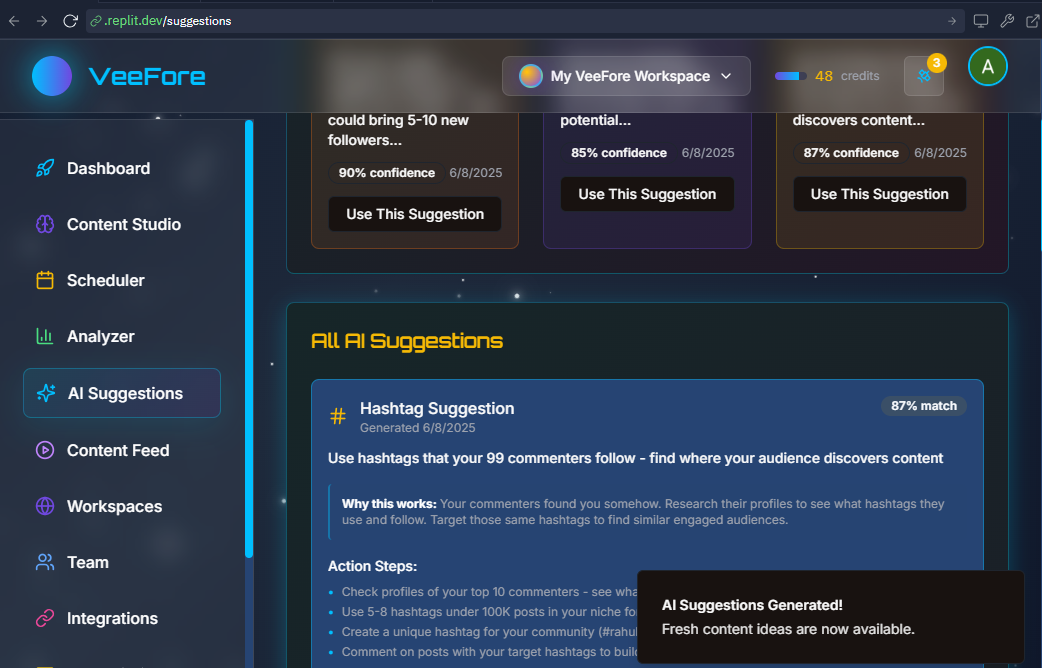 .replit.dev/suggestions
VeeFore
My VeeFore Workspace
48 credits
3
A
Dashboard
Content Studio
Scheduler
Analyzer
AI Suggestions
Content Feed
Workspaces
Team
Integrations
could bring 5-10 new
followers...
90% confidence 6/8/2025
Use This Suggestion
potential...
85% confidence 6/8/2025
Use This Suggestion
discovers content...
87% confidence 6/8/2025
Use This Suggestion
All AI Suggestions
# Hashtag Suggestion
87% match
Generated 6/8/2025
Use hashtags that your 99 commenters follow - find where your audience discovers content
Why this works: Your commenters found you somehow. Research their profiles to see what hashtags they
use and follow. Target those same hashtags to find similar engaged audiences.
Action Steps:
• Check profiles of your top 10 commenters - see wha
• Use 5-8 hashtags under 100K posts in your niche fo
• Create a unique hashtag for your community (#rahul
• Comment on posts with your target hashtags to build
AI Suggestions Generated!
Fresh content ideas are now available.